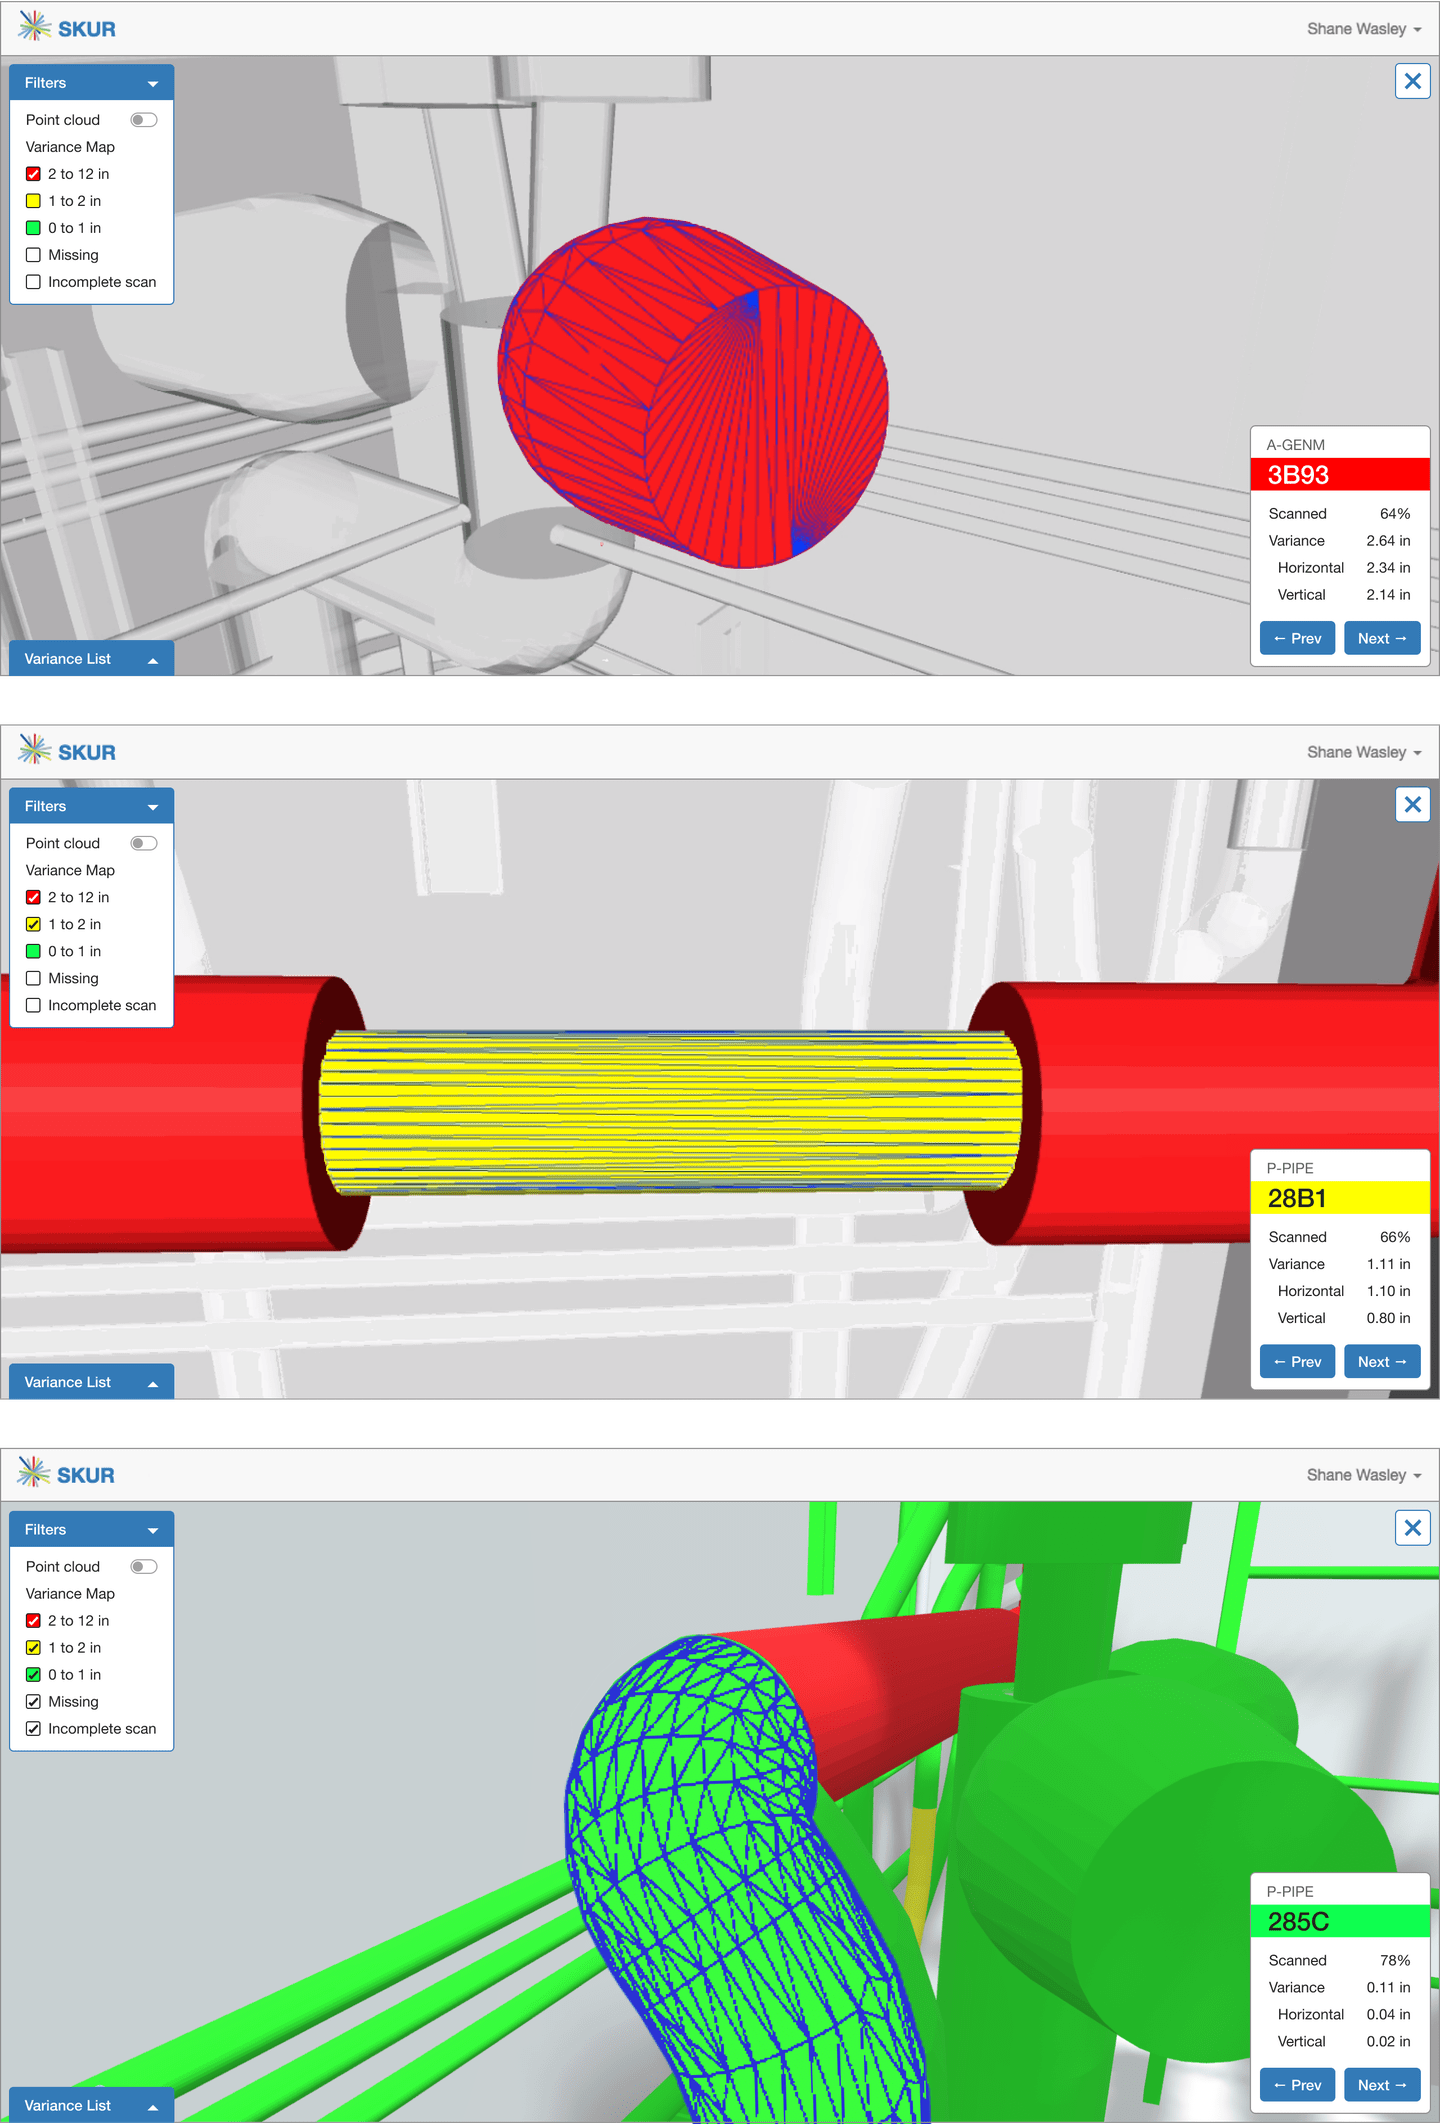 SKUR
Shane Wasley
Filters
Point cloud
Variance Map
2 to 12 in
1 to 2 in
0 to 1 in
Missing
Incomplete scan
A-GENM
3B93
Scanned 64%
Variance 2.64 in
Horizontal 2.34 in
Vertical 2.14 in
← Prev Next →
Variance List
SKUR
Shane Wasley
Filters
Point cloud
Variance Map
2 to 12 in
1 to 2 in
0 to 1 in
Missing
Incomplete scan
P-PIPE
28B1
Scanned 66%
Variance 1.11 in
Horizontal 1.10 in
Vertical 0.80 in
← Prev Next →
Variance List
SKUR
Shane Wasley
Filters
Point cloud
Variance Map
2 to 12 in
1 to 2 in
0 to 1 in
Missing
Incomplete scan
P-PIPE
285C
Scanned 78%
Variance 0.11 in
Horizontal 0.04 in
Vertical 0.02 in
← Prev Next →
Variance List